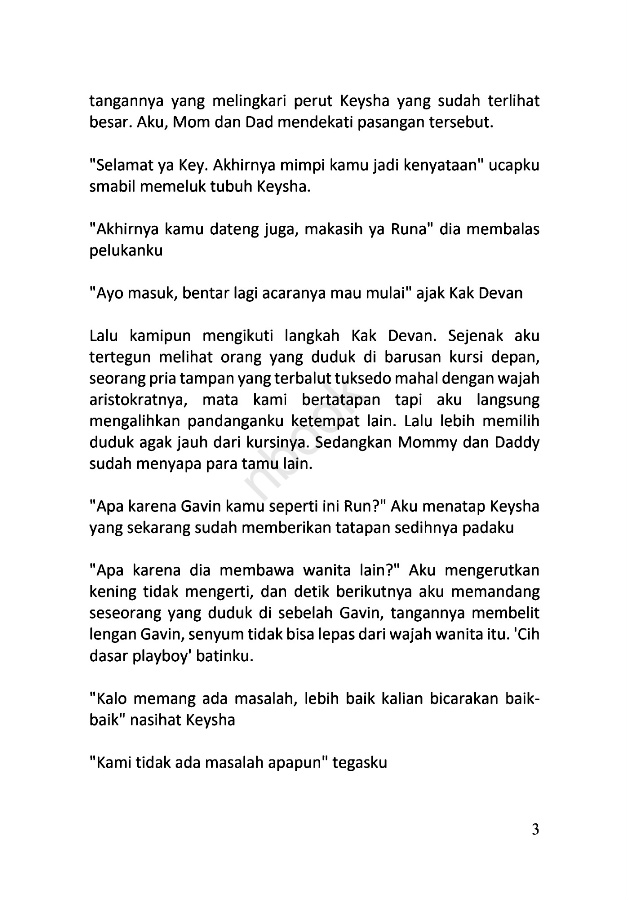 tangannya yang melingkari perut Keysha yang sudah terlihat
besar. Aku, Mom dan Dad mendekati pasangan tersebut.
"Selamat ya Key. Akhirnya mimpi kamu jadi kenyataan" ucapku
smabil memeluk tubuh Keysha.
"Akhirnya kamu dateng juga, makasih ya Runa" dia membalas
pelukanku
"Ayo masuk, bentar lagi acaranya mau mulai" ajak Kak Devan
Lalu kamipun mengikuti langkah Kak Devan. Sejenak aku
tertegun melihat orang yang duduk di barusan kursi depan,
seorang pria tampan yang terbalut tuksedo mahal dengan wajah
aristokratnya, mata kami bertatapan tapi aku langsung
mengalihkan pandanganku ketempat lain. Lalu lebih memilih
duduk agak jauh dari kursinya. Sedangkan Mommy dan Daddy
sudah menyapa para tamu lain.
"Apa karena Gavin kamu seperti ini Run?" Aku menatap Keysha
yang sekarang sudah memberikan tatapan sedihnya padaku
"Apa karena dia membawa wanita lain?" Aku mengerutkan
kening tidak mengerti, dan detik berikutnya aku memandang
seseorang yang duduk di sebelah Gavin, tangannya membelit
lengan Gavin, senyum tidak bisa lepas dari wajah wanita itu. 'Cih
dasar playboy' batinku.
"Kalo memang ada masalah, lebih baik kalian bicarakan baik-
baik" nasihat Keysha
"Kami tidak ada masalah apapun" tegasku
3